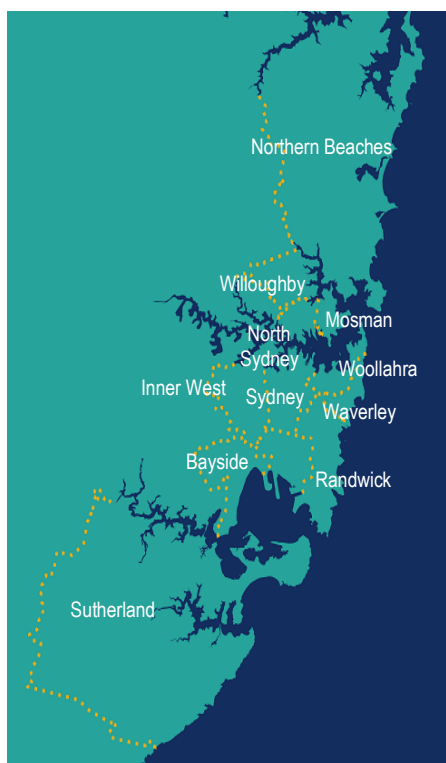 Northern Beaches
Willoughby
Mosman
North
Sydney
Woollahra
Inner West
Sydney
Waverley
Bayside
Randwick
Sutherland